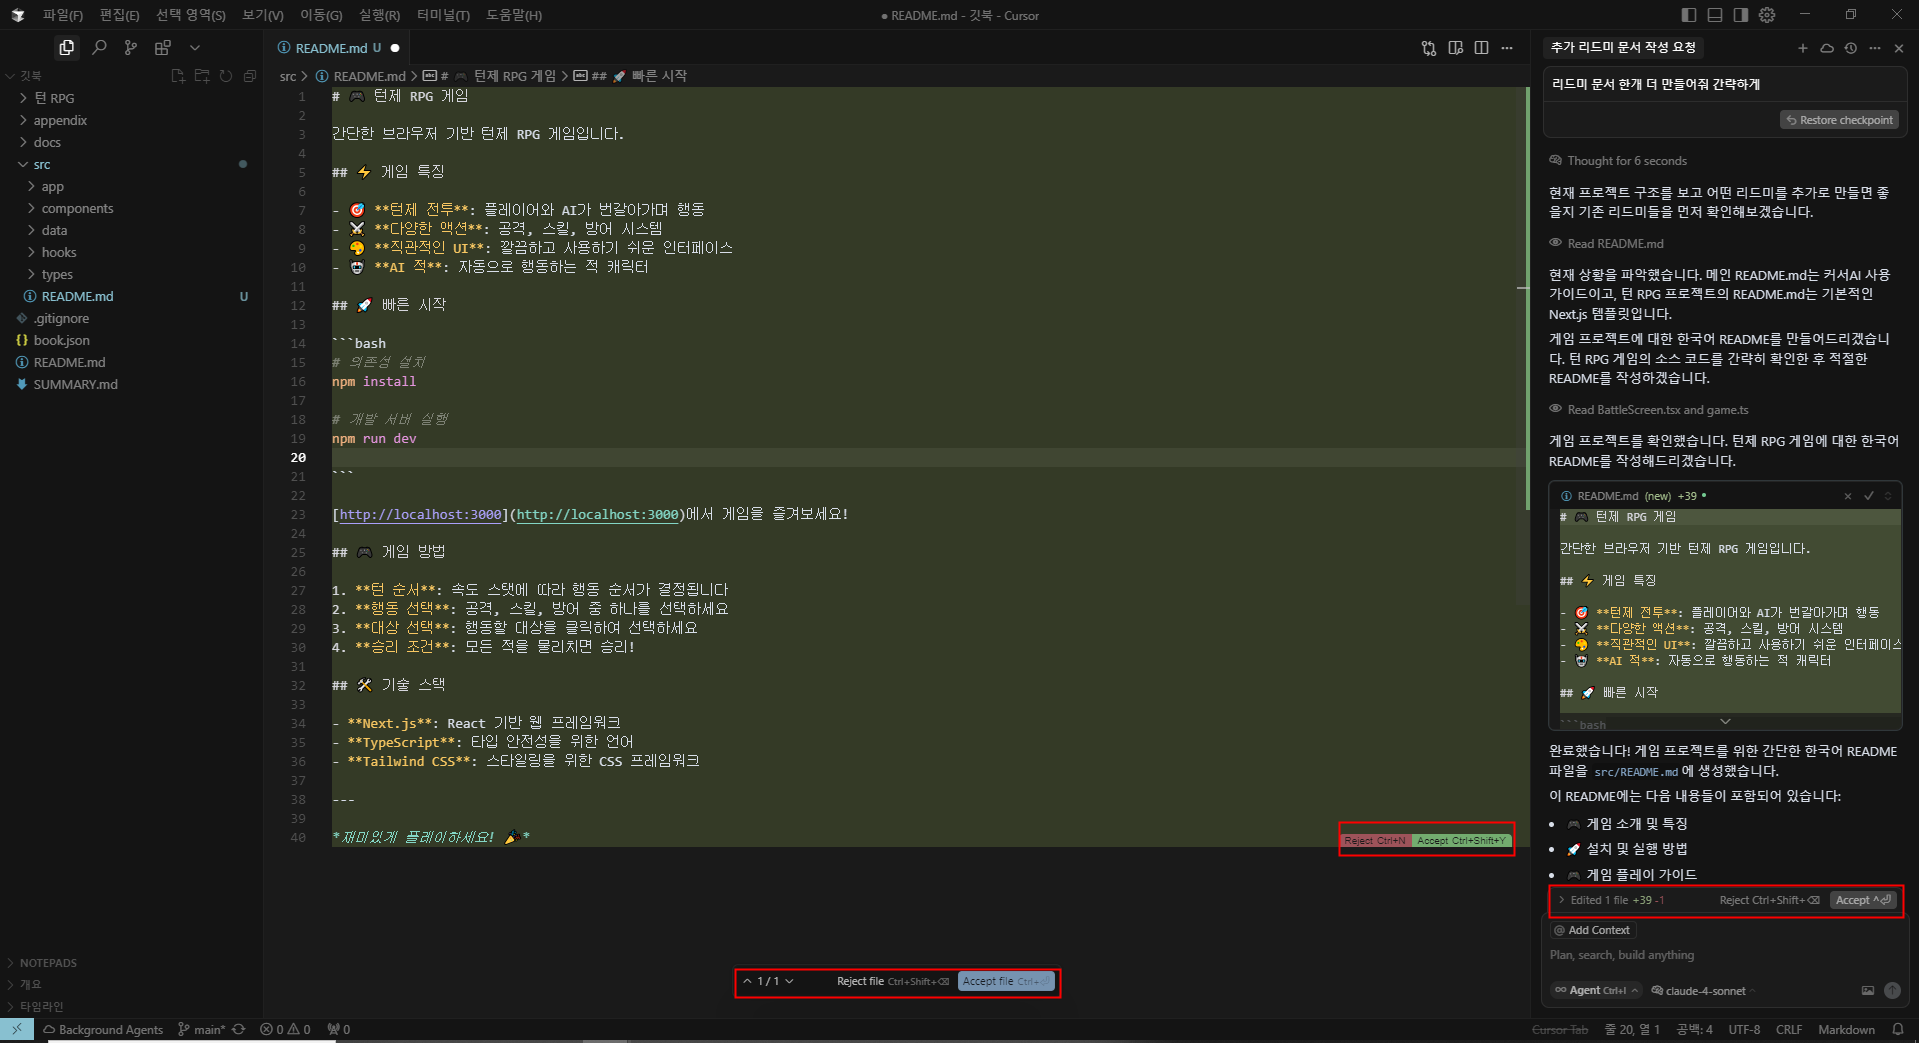 파일(F) 편집(E) 선택 영역(S) 보기(V) 이동(G) 실행(R) 터미널(T) 도움말(H)
● README.md - 깃북 - Cursor
깃북
턴 RPG
appendix
docs
src
app
components
data
hooks
types
README.md U
.gitignore
book.json
README.md
SUMMARY.md
NOTEPADS
개요
타임라인
README.md U ●
src > README.md > # 🎮 턴제 RPG 게임 > ## 🚀 빠른 시작
1 # 🎮 턴제 RPG 게임
2
3 간단한 브라우저 기반 턴제 RPG 게임입니다.
4
5 ## ⚡ 게임 특징
6
7 - 🎯 **턴제 전투**: 플레이어와 AI가 번갈아가며 행동
8 - ⚔️ **다양한 액션**: 공격, 스킬, 방어 시스템
9 - 🎨 **직관적인 UI**: 깔끔하고 사용하기 쉬운 인터페이스
10 - 🤖 **AI 적**: 자동으로 행동하는 적 캐릭터
11
12 ## 🚀 빠른 시작
13
14 ```bash
15 # 의존성 설치
16 npm install
17
18 # 개발 서버 실행
19 npm run dev
20
21 ```
22
23 [http://localhost:3000](http://localhost:3000)에서 게임을 즐겨보세요!
24
25 ## 🎮 게임 방법
26
27 1. **턴 순서**: 속도 스탯에 따라 행동 순서가 결정됩니다
28 2. **행동 선택**: 공격, 스킬, 방어 중 하나를 선택하세요
29 3. **대상 선택**: 행동할 대상을 클릭하여 선택하세요
30 4. **승리 조건**: 모든 적을 물리치면 승리!
31
32 ## 🛠️ 기술 스택
33
34 - **Next.js**: React 기반 웹 프레임워크
35 - **TypeScript**: 타입 안전성을 위한 언어
36 - **Tailwind CSS**: 스타일링을 위한 CSS 프레임워크
37
38 ---
39
40 *재미있게 플레이하세요! 🎉*
Reject Ctrl+N Accept Ctrl+Shift+Y
1 / 1 Reject file Ctrl+Shift+⌫ Accept file Ctrl+⏎
추가 리드미 문서 작성 요청
리드미 문서 한개 더 만들어줘 간략하게
Restore checkpoint
Thought for 6 seconds
현재 프로젝트 구조를 보고 어떤 리드미를 추가로 만들면 좋
을지 기존 리드미들을 먼저 확인해보겠습니다.
Read README.md
현재 상황을 파악했습니다. 메인 README.md는 커서AI 사용
가이드이고, 턴 RPG 프로젝트의 README.md는 기본적인
Next.js 템플릿입니다.
게임 프로젝트에 대한 한국어 README를 만들어드리겠습니
다. 턴 RPG 게임의 소스 코드를 간략히 확인한 후 적절한
README를 작성하겠습니다.
Read BattleScreen.tsx and game.ts
게임 프로젝트를 확인했습니다. 턴제 RPG 게임에 대한 한국어
README를 작성해드리겠습니다.
README.md (new) +39 •
# 🎮 턴제 RPG 게임
간단한 브라우저 기반 턴제 RPG 게임입니다.
## ⚡ 게임 특징
- 🎯 **턴제 전투**: 플레이어와 AI가 번갈아가며 행동
- ⚔️ **다양한 액션**: 공격, 스킬, 방어 시스템
- 🎨 **직관적인 UI**: 깔끔하고 사용하기 쉬운 인터페이스
- 🤖 **AI 적**: 자동으로 행동하는 적 캐릭터
## 🚀 빠른 시작
```bash
완료했습니다! 게임 프로젝트를 위한 간단한 한국어 README
파일을 src/README.md 에 생성했습니다.
이 README에는 다음 내용들이 포함되어 있습니다:
• 🎮 게임 소개 및 특징
• 🚀 설치 및 실행 방법
• 🎮 게임 플레이 가이드
Edited 1 file +39 -1 Reject Ctrl+Shift+⌫ Accept ^⏎
@ Add Context
Plan, search, build anything
∞ Agent Ctrl+I claude-4-sonnet
Background Agents main* 0 0 0
Cursor Tab 줄 20, 열 1 공백: 4 UTF-8 CRLF Markdown